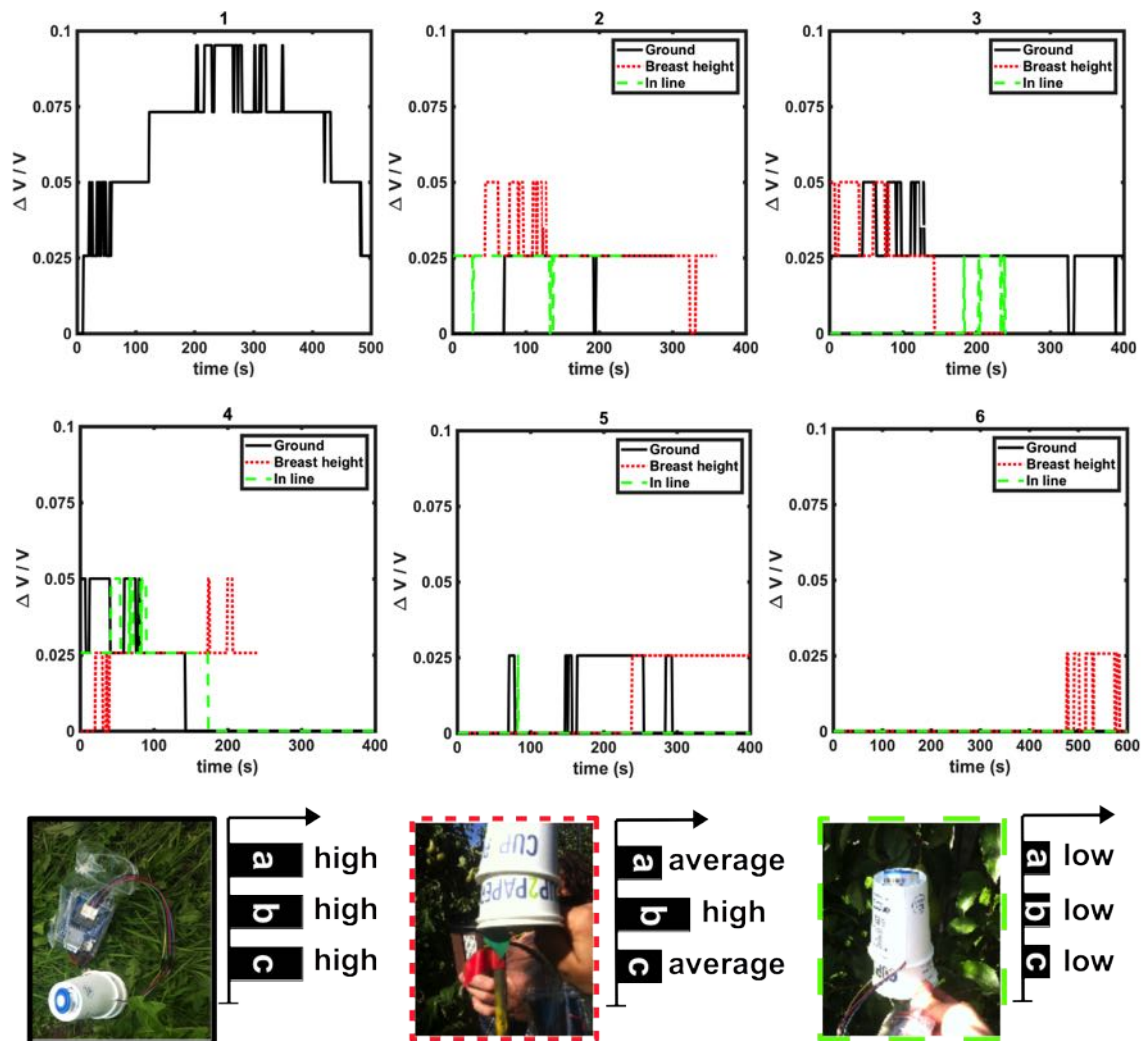 1
0.1
0.075
0.05
0.025
0
Δ V / V
0 100 200 300 400 500
time (s)
2
Ground
Breast height
In line
0.1
0.075
0.05
0.025
0
Δ V / V
0 100 200 300 400
time (s)
3
Ground
Breast height
In line
0.1
0.075
0.05
0.025
0
Δ V / V
0 100 200 300 400
time (s)
4
Ground
Breast height
In line
0.1
0.075
0.05
0.025
0
Δ V / V
0 100 200 300 400
time (s)
5
Ground
Breast height
In line
0.1
0.075
0.05
0.025
0
Δ V / V
0 100 200 300 400
time (s)
6
Ground
Breast height
In line
0.1
0.075
0.05
0.025
0
Δ V / V
0 100 200 300 400 500 600
time (s)
a high
b high
c high
CUP
CUP2PAPER
a average
b high
c average
CUP
a low
b low
c low